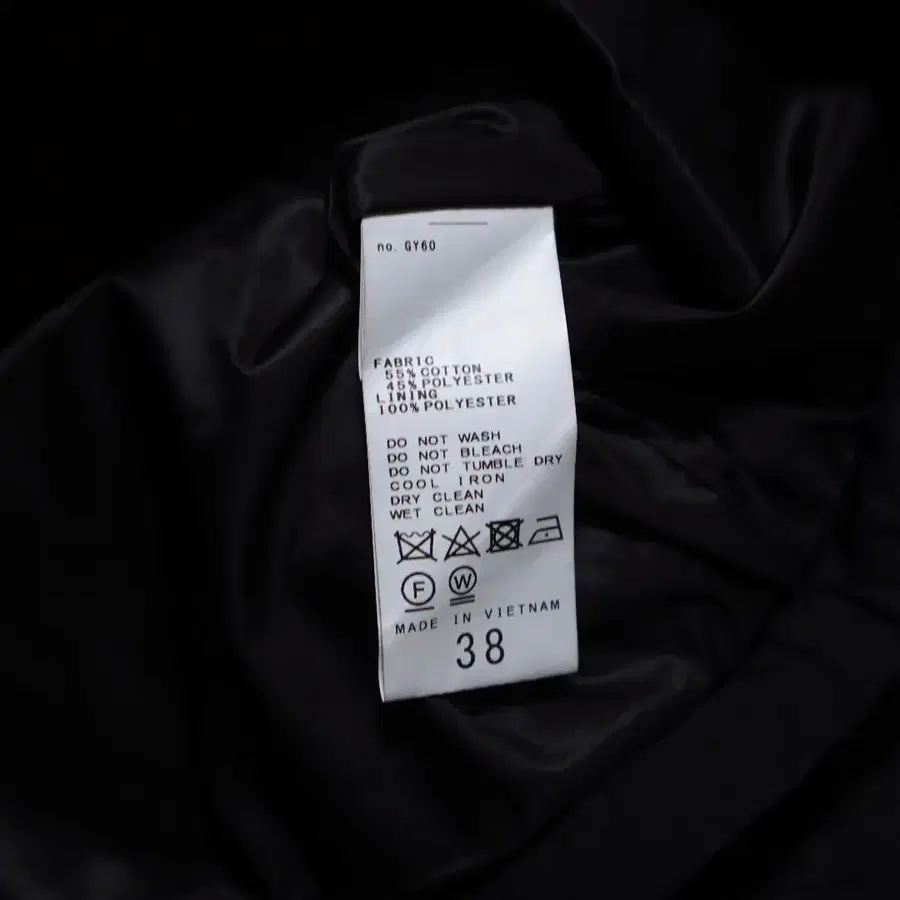 no. GY60
FABRIC
55% COTTON
45% POLYESTER
LINING
100% POLYESTER
DO NOT WASH
DO NOT BLEACH
DO NOT TUMBLE DRY
COOL IRON
DRY CLEAN
WET CLEAN
F W
MADE IN VIETNAM
38